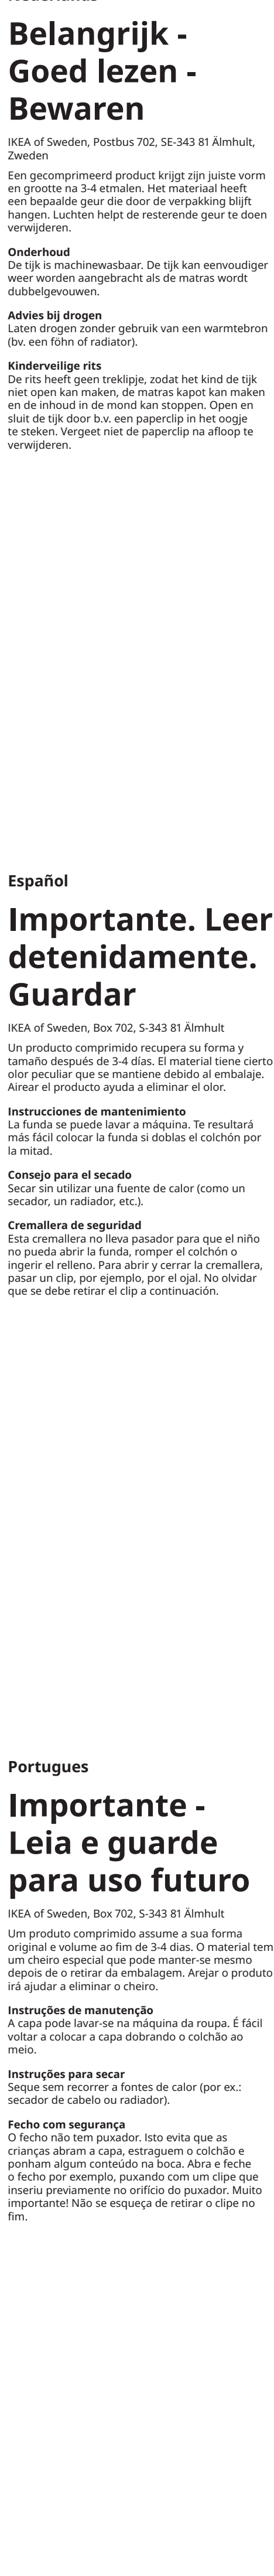 Nederlands
Belangrijk -
Goed lezen -
Bewaren
IKEA of Sweden, Postbus 702, SE-343 81 Älmhult,
Zweden
Een gecomprimeerd product krijgt zijn juiste vorm
en grootte na 3-4 etmalen. Het materiaal heeft
een bepaalde geur die door de verpakking blijft
hangen. Luchten helpt de resterende geur te doen
verwijderen.
Onderhoud
De tijk is machinewasbaar. De tijk kan eenvoudiger
weer worden aangebracht als de matras wordt
dubbelgevouwen.
Advies bij drogen
Laten drogen zonder gebruik van een warmtebron
(bv. een föhn of radiator).
Kinderveilige rits
De rits heeft geen treklipje, zodat het kind de tijk
niet open kan maken, de matras kapot kan maken
en de inhoud in de mond kan stoppen. Open en
sluit de tijk door b.v. een paperclip in het oogje
te steken. Vergeet niet de paperclip na afloop te
verwijderen.
Español
Importante. Leer
detenidamente.
Guardar
IKEA of Sweden, Box 702, S-343 81 Älmhult
Un producto comprimido recupera su forma y
tamaño después de 3-4 días. El material tiene cierto
olor peculiar que se mantiene debido al embalaje.
Airear el producto ayuda a eliminar el olor.
Instrucciones de mantenimiento
La funda se puede lavar a máquina. Te resultará
más fácil colocar la funda si doblas el colchón por
la mitad.
Consejo para el secado
Secar sin utilizar una fuente de calor (como un
secador, un radiador, etc.).
Cremallera de seguridad
Esta cremallera no lleva pasador para que el niño
no pueda abrir la funda, romper el colchón o
ingerir el relleno. Para abrir y cerrar la cremallera,
pasar un clip, por ejemplo, por el ojal. No olvidar
que se debe retirar el clip a continuación.
Portugues
Importante -
Leia e guarde
para uso futuro
IKEA of Sweden, Box 702, S-343 81 Älmhult
Um produto comprimido assume a sua forma
original e volume ao fim de 3-4 dias. O material tem
um cheiro especial que pode manter-se mesmo
depois de o retirar da embalagem. Arejar o produto
irá ajudar a eliminar o cheiro.
Instruções de manutenção
A capa pode lavar-se na máquina da roupa. É fácil
voltar a colocar a capa dobrando o colchão ao
meio.
Instruções para secar
Seque sem recorrer a fontes de calor (por ex.:
secador de cabelo ou radiador).
Fecho com segurança
O fecho não tem puxador. Isto evita que as
crianças abram a capa, estraguem o colchão e
ponham algum conteúdo na boca. Abra e feche
o fecho por exemplo, puxando com um clipe que
inseriu previamente no orifício do puxador. Muito
importante! Não se esqueça de retirar o clipe no
fim.